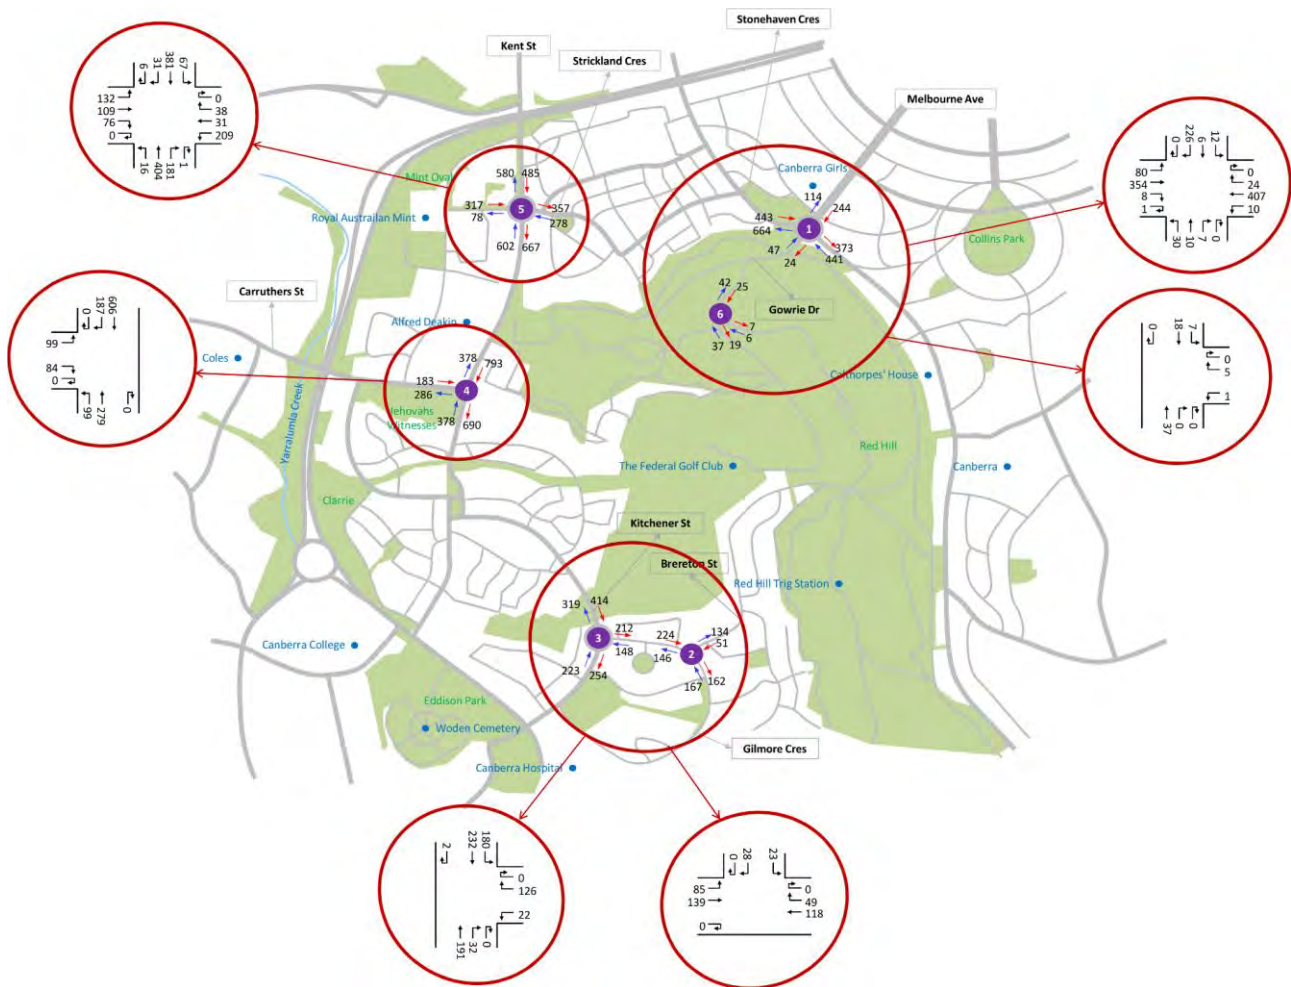 Stonehaven Cres
Kent St
Strickland Cres
Melbourne Ave
6 31 381 67
132
109
76
0
0
38
31
209
16 404 181 1
0 226 6 12
80
354
8
1
0
24
407
10
30 10 7 0
Mint Oval
Royal Austrailan Mint
580 485
317
78
5
357
278
602 667
Canberra Girls
114
244
443
664
1
47
24
373
441
Collins Park
42 25
6
7
6
37 19
Gowrie Dr
0 18 7
0
5
1
37 0 0
Carruthers St
Coles
0 187 606
99
84
0
99 279 0
Yarralumla Creek
Alfred Deakin
378 793
183
286
4
Jehovahs
Witnesses
378 690
Calthorpes' House
Red Hill
The Federal Golf Club
Canberra
Clarrie
Kitchener St
Brereton St
Red Hill Trig Station
319 414
3
212
148
223 254
224
146
2
134
51
167 162
Canberra College
Eddison Park
Woden Cemetery
Canberra Hospital
Gilmore Cres
2 232 180
0
126
22
191 32 0
0 28 23
85
139
0
0
49
118